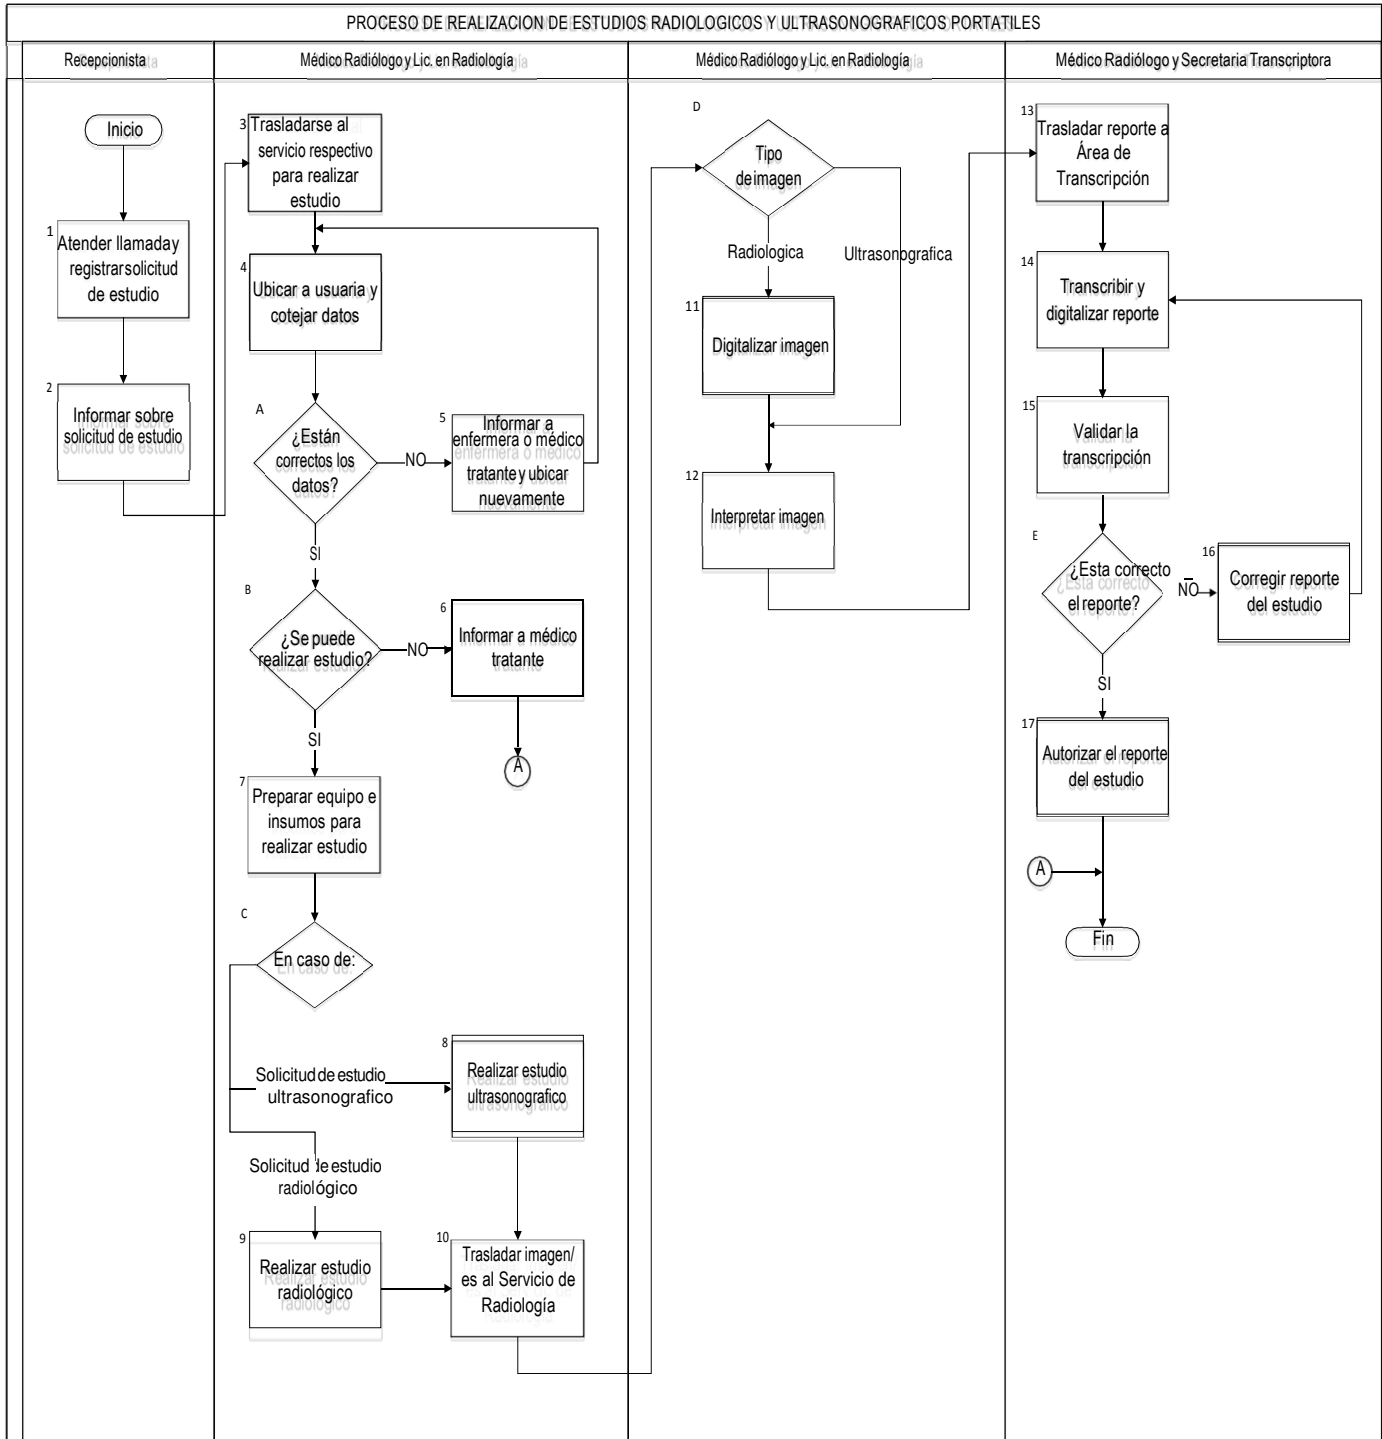 PROCESO DE REALIZACION DE ESTUDIOS RADIOLOGICOS Y ULTRASONOGRAFICOS PORTATILES
Recepcionista
Médico Radiólogo y Lic. en Radiología
Médico Radiólogo y Lic. en Radiología
Médico Radiólogo y Secretaria Transcriptora
Inicio
1
Atender llamada y
registrar solicitud
de estudio
2
Informar sobre
solicitud de estudio
3
Trasladarse al
servicio respectivo
para realizar
estudio
4
Ubicar a usuaria y
cotejar datos
A
¿Están
correctos los
datos?
NO
5
Informar a
enfermera o médico
tratante y ubicar
nuevamente
SI
B
¿Se puede
realizar estudio?
NO
6
Informar a médico
tratante
A
SI
7
Preparar equipo e
insumos para
realizar estudio
C
En caso de:
Solicitud de estudio
ultrasonografico
8
Realizar estudio
ultrasonografico
Solicitud de estudio
radiológico
9
Realizar estudio
radiológico
10
Trasladar imagen/
es al Servicio de
Radiología
D
Tipo
de imagen
Radiologica
Ultrasonografica
11
Digitalizar imagen
12
Interpretar imagen
13
Trasladar reporte a
Área de
Transcripción
14
Transcribir y
digitalizar reporte
15
Validar la
transcripción
E
¿Esta correcto
el reporte?
NO
16
Corregir reporte
del estudio
SI
17
Autorizar el reporte
del estudio
A
Fin